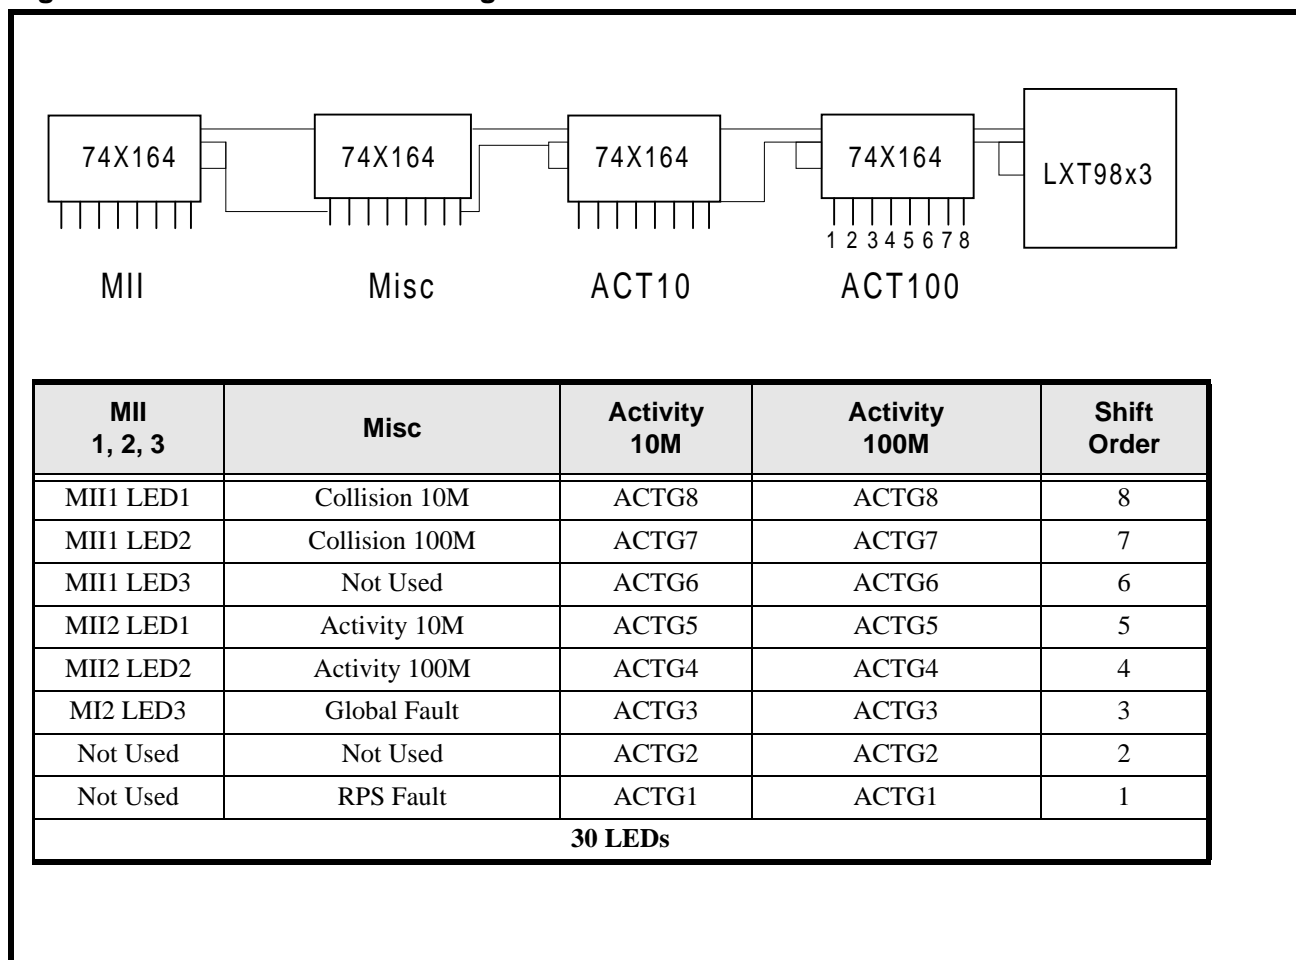 74X164 74X164 74X164 74X164 LXT98x3
1 2 3 4 5 6 7 8
MII Misc ACT10 ACT100
MII 1, 2, 3 Misc Activity 10M Activity 100M Shift Order
MII1 LED1 Collision 10M ACTG8 ACTG8 8
MII1 LED2 Collision 100M ACTG7 ACTG7 7
MII1 LED3 Not Used ACTG6 ACTG6 6
MII2 LED1 Activity 10M ACTG5 ACTG5 5
MII2 LED2 Activity 100M ACTG4 ACTG4 4
MI2 LED3 Global Fault ACTG3 ACTG3 3
Not Used Not Used ACTG2 ACTG2 2
Not Used RPS Fault ACTG1 ACTG1 1
30 LEDs